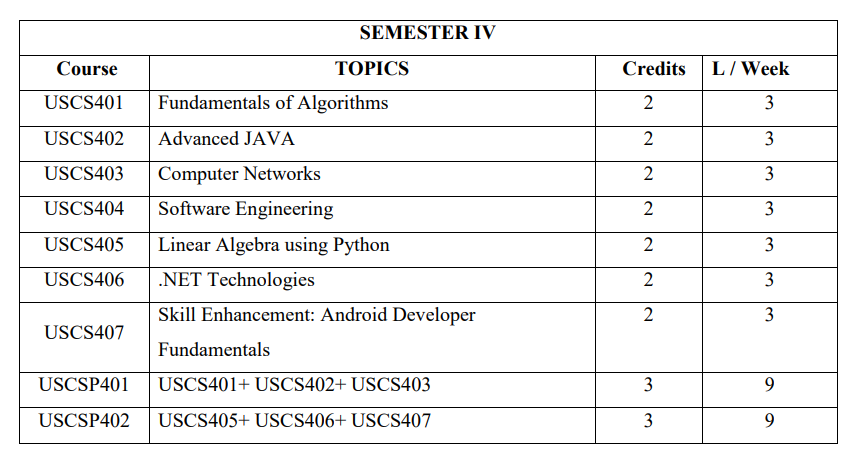 SEMESTER IV
Course TOPICS Credits L / Week
USCS401 Fundamentals of Algorithms 2 3
USCS402 Advanced JAVA 2 3
USCS403 Computer Networks 2 3
USCS404 Software Engineering 2 3
USCS405 Linear Algebra using Python 2 3
USCS406 .NET Technologies 2 3
USCS407 Skill Enhancement: Android Developer 2 3
Fundamentals
USCSP401 USCS401+ USCS402+ USCS403 3 9
USCSP402 USCS405+ USCS406+ USCS407 3 9